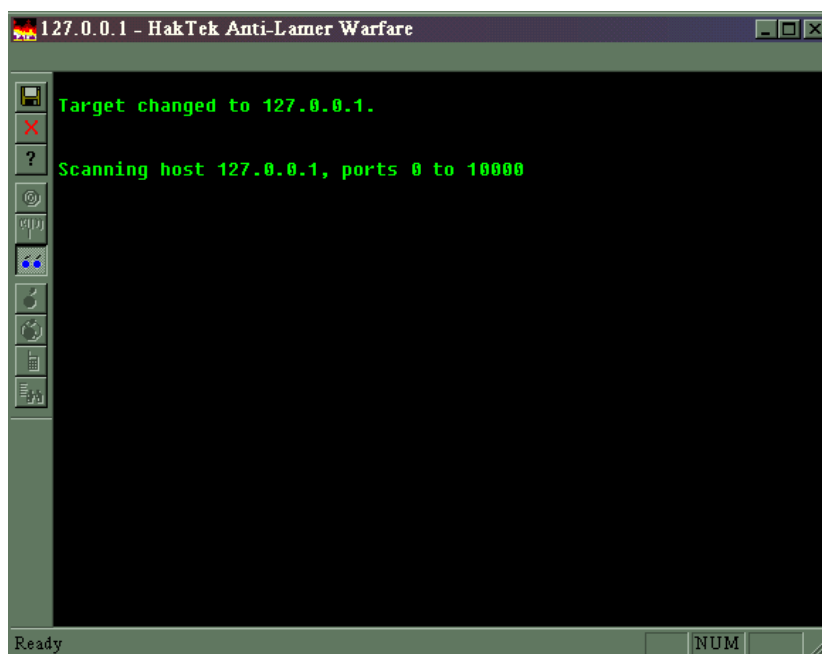 127.0.0.1 - HakTek Anti-Lamer Warfare
Target changed to 127.0.0.1.
?
Scanning host 127.0.0.1, ports 0 to 10000
Ready
NUM